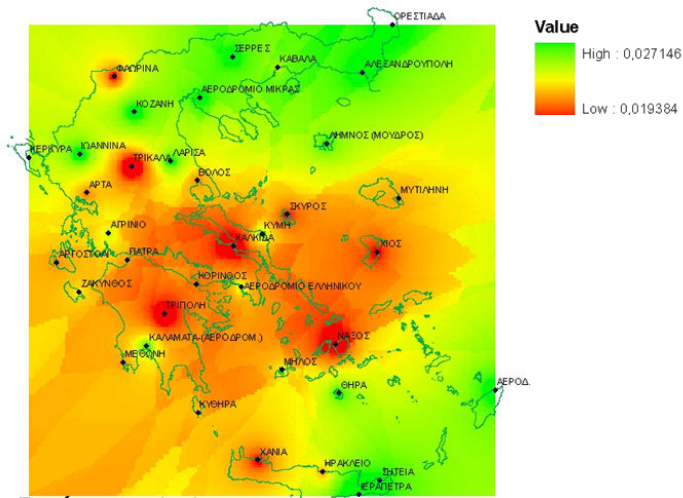 ΟΡΕΣΤΙΑΔΑ
Value
High : 0,027146
Low : 0,019384
ΣΕΡΡΕΣ
ΚΑΒΑΛΑ
ΑΛΕΞΑΝΔΡΟΥΠΟΛΗ
ΦΛΩΡΙΝΑ
ΑΕΡΟΔΡΟΜΙΟ ΜΙΚΡΑΣ
ΚΟΖΑΝΗ
ΛΗΜΝΟΣ (ΜΟΥΔΡΟΣ)
ΚΕΡΚΥΡΑ
ΙΩΑΝΝΙΝΑ
ΤΡΙΚΑΛΑ
ΛΑΡΙΣΑ
ΒΟΛΟΣ
ΑΡΤΑ
ΜΥΤΙΛΗΝΗ
ΣΚΥΡΟΣ
ΑΓΡΙΝΙΟ
ΚΥΜΗ
ΧΑΛΚΙΔΑ
ΧΙΟΣ
ΑΡΓΟΣΤΟΛΙ
ΠΑΤΡΑ
ΚΟΡΙΝΘΟΣ
ΖΑΚΥΝΘΟΣ
ΑΕΡΟΔΡΟΜΙΟ ΕΛΛΗΝΙΚΟΥ
ΤΡΙΠΟΛΗ
ΚΑΛΑΜΑΤΑ-(ΑΕΡΟΔΡΟΜ.)
ΝΑΞΟΣ
ΜΕΘΩΝΗ
ΜΗΛΟΣ
ΘΗΡΑ
ΑΕΡΟΔ.
ΚΥΘΗΡΑ
ΧΑΝΙΑ
ΗΡΑΚΛΕΙΟ
ΣΗΤΕΙΑ
ΙΕΡΑΠΕΤΡΑ